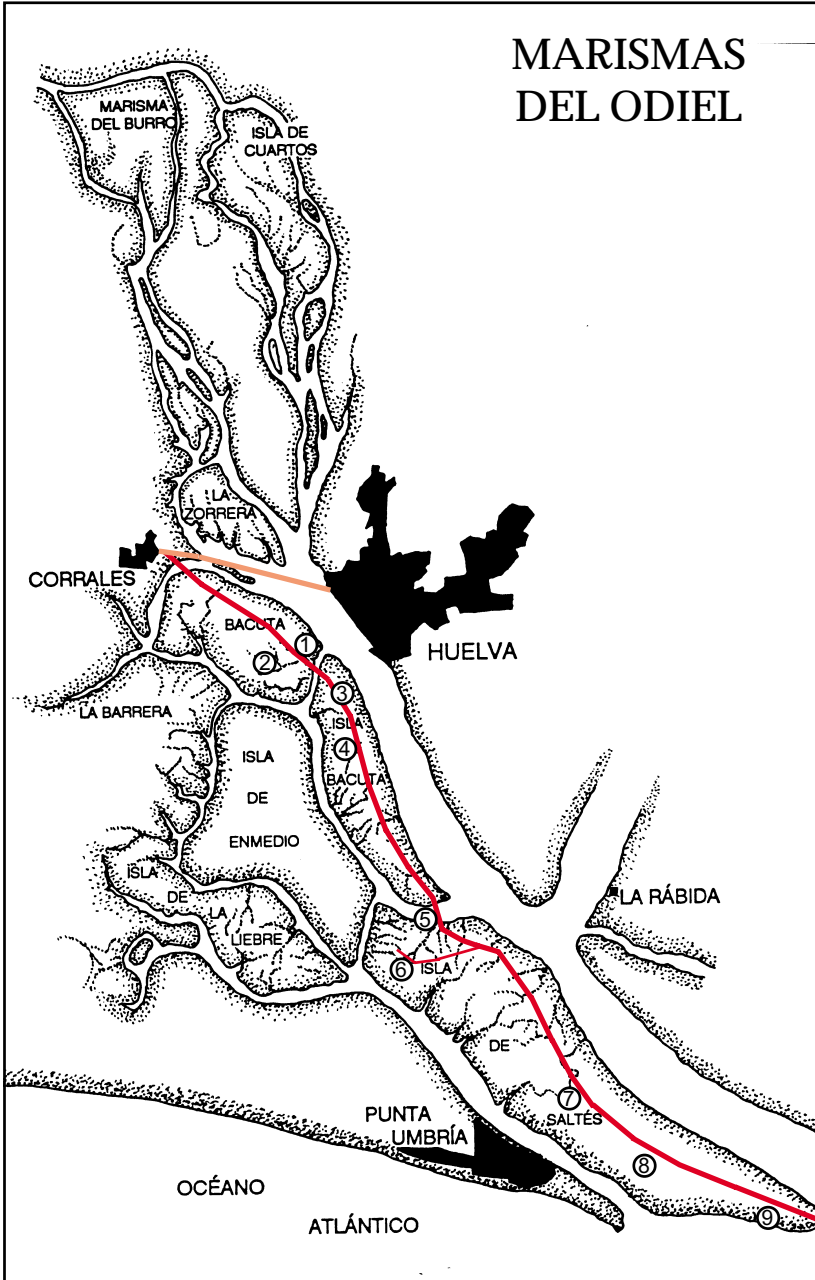 MARISMAS
DEL ODIEL
MARISMA
DEL BURRO
ISLA DE
CUARTOS
LA
ZORRERA
CORRALES
HUELVA
BACUTA
1
2
3
LA BARRERA
ISLA
4
BACUTA
ISLA
DE
ENMEDIO
ISLA
DE
LA
LIEBRE
LA RÁBIDA
5
6
ISLA
DE
7
SALTÉS
PUNTA
UMBRÍA
8
9
OCÉANO
ATLÁNTICO